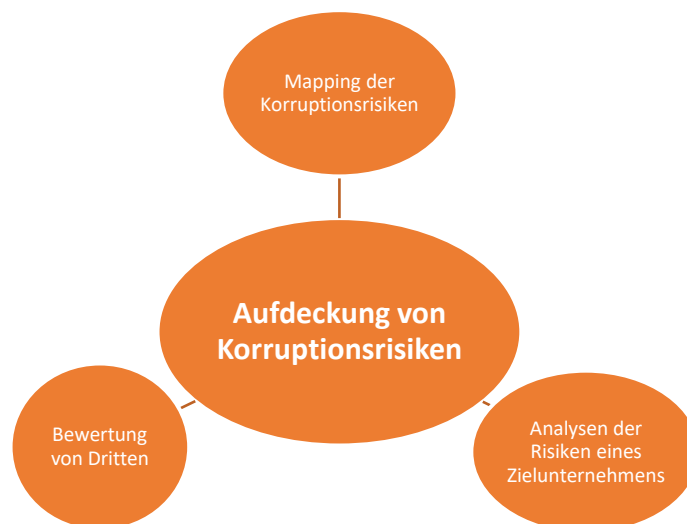 Mapping der
Korruptionsrisiken
Aufdeckung von
Korruptionsrisiken
Bewertung
von Dritten
Analysen der
Risiken eines
Zielunternehmens